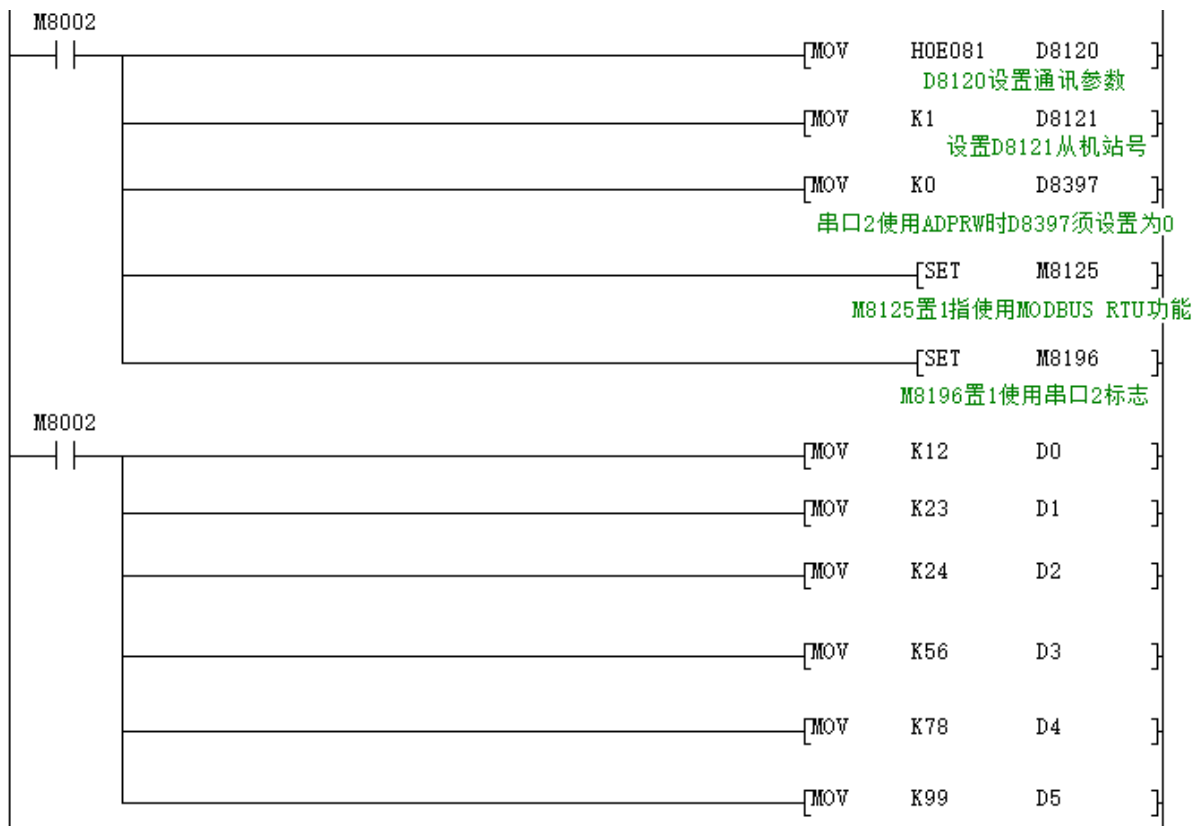 M8002
MOV H0E081 D8120
D8120设置通讯参数
MOV K1 D8121
设置D8121从机站号
MOV K0 D8397
串口2使用ADPRW时D8397须设置为0
SET M8125
M8125置1指使用MODBUS RTU功能
SET M8196
M8196置1使用串口2标志
M8002
MOV K12 D0
MOV K23 D1
MOV K24 D2
MOV K56 D3
MOV K78 D4
MOV K99 D5